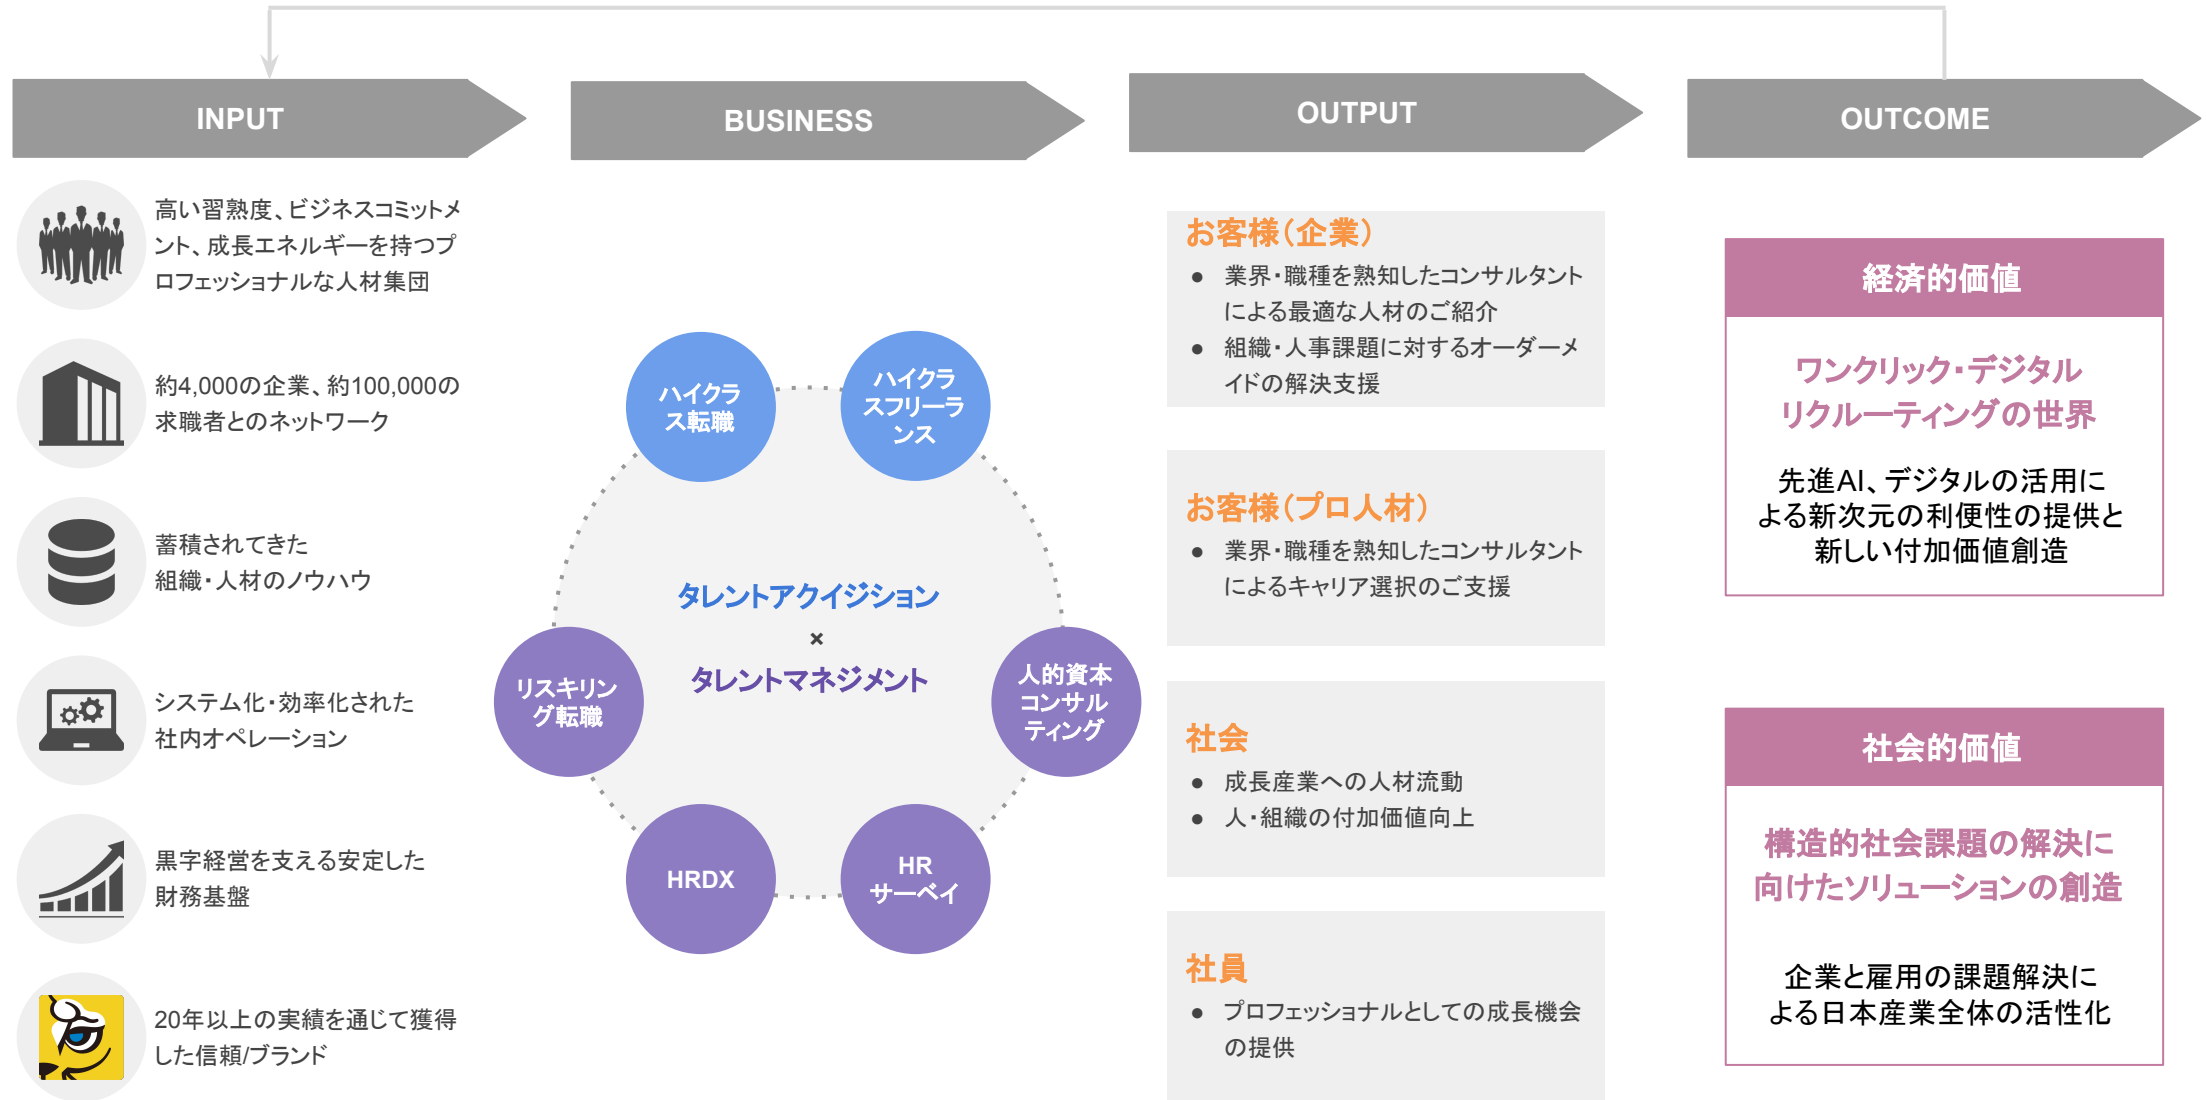 INPUT
BUSINESS
OUTPUT
OUTCOME
高い習熟度、ビジネスコミットメ
ント、成長エネルギーを持つプ
ロフェッショナルな人材集団
約4,000の企業、約100,000の
求職者とのネットワーク
蓄積されてきた
組織・人材のノウハウ
システム化・効率化された
社内オペレーション
黒字経営を支える安定した
財務基盤
20年以上の実績を通じて獲得
した信頼/ブランド
ハイクラ
ス転職
ハイクラ
スフリーラ
ンス
タレントアクイジション
×
タレントマネジメント
リスキリン
グ転職
人的資本
コンサル
ティング
HRDX
HR
サーベイ
お客様（企業）
● 業界・職種を熟知したコンサルタント
による最適な人材のご紹介
● 組織・人事課題に対するオーダーメ
イドの解決支援
お客様（プロ人材）
● 業界・職種を熟知したコンサルタント
によるキャリア選択のご支援
社会
● 成長産業への人材流動
● 人・組織の付加価値向上
社員
● プロフェッショナルとしての成長機会
の提供
経済的価値
ワンクリック・デジタル
リクルーティングの世界
先進AI、デジタルの活用に
よる新次元の利便性の提供と
新しい付加価値創造
社会的価値
構造的社会課題の解決に
向けたソリューションの創造
企業と雇用の課題解決に
よる日本産業全体の活性化